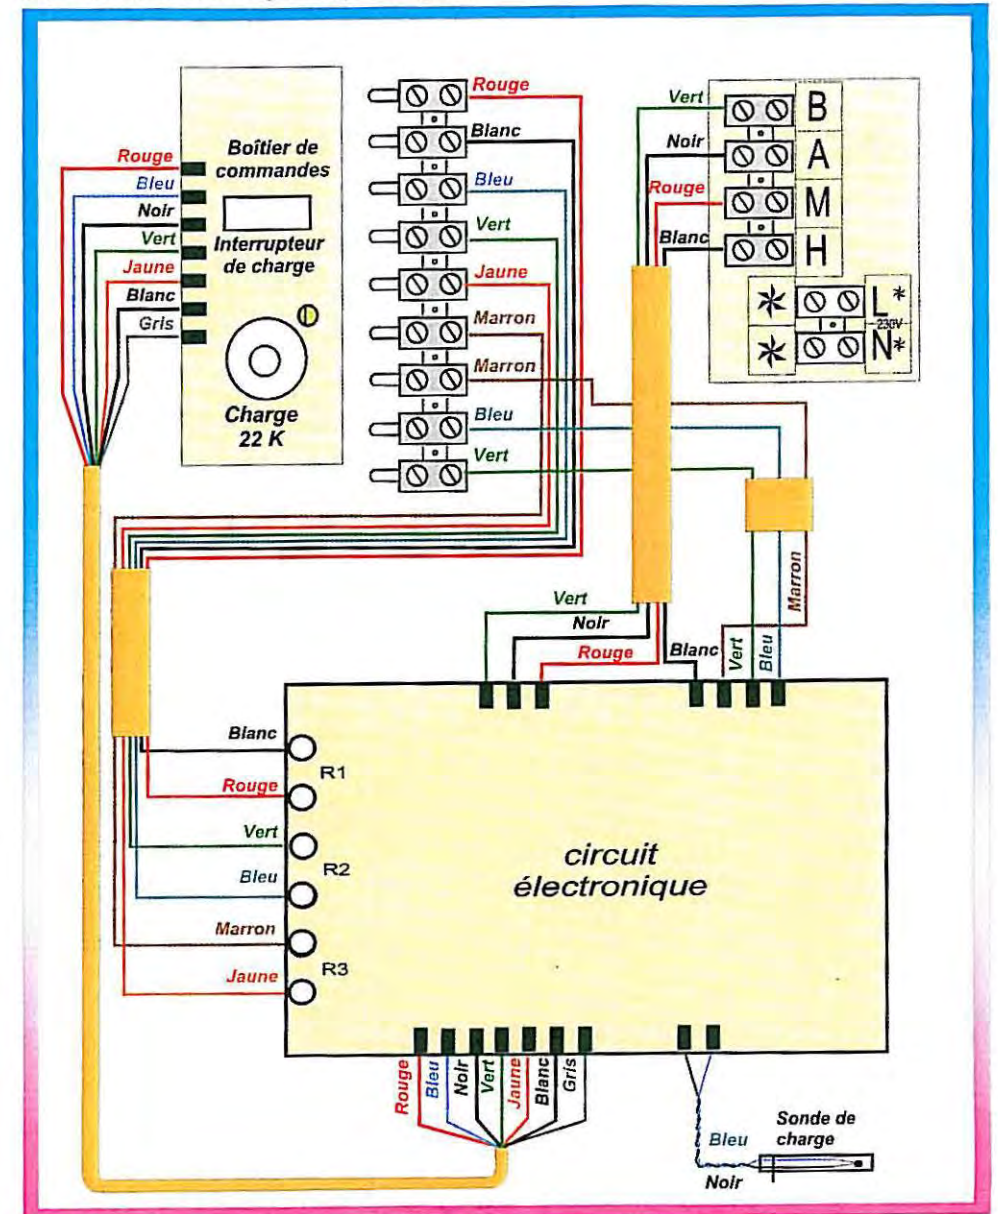 Boîtier de
commandes
Interrupteur
de charge
Charge
22 K
Rouge
Bleu
Noir
Vert
Jaune
Blanc
Gris
Rouge
Blanc
Bleu
Vert
Jaune
Marron
Marron
Bleu
Vert
Vert
Noir
Rouge
Blanc
B
A
M
H
L*
230V
N*
Vert
Noir
Rouge
Blanc
Vert
Bleu
Marron
Blanc
R1
Rouge
Vert
R2
Bleu
Marron
R3
Jaune
circuit
électronique
Rouge
Bleu
Noir
Vert
Jaune
Blanc
Gris
Bleu
Noir
Sonde de
charge